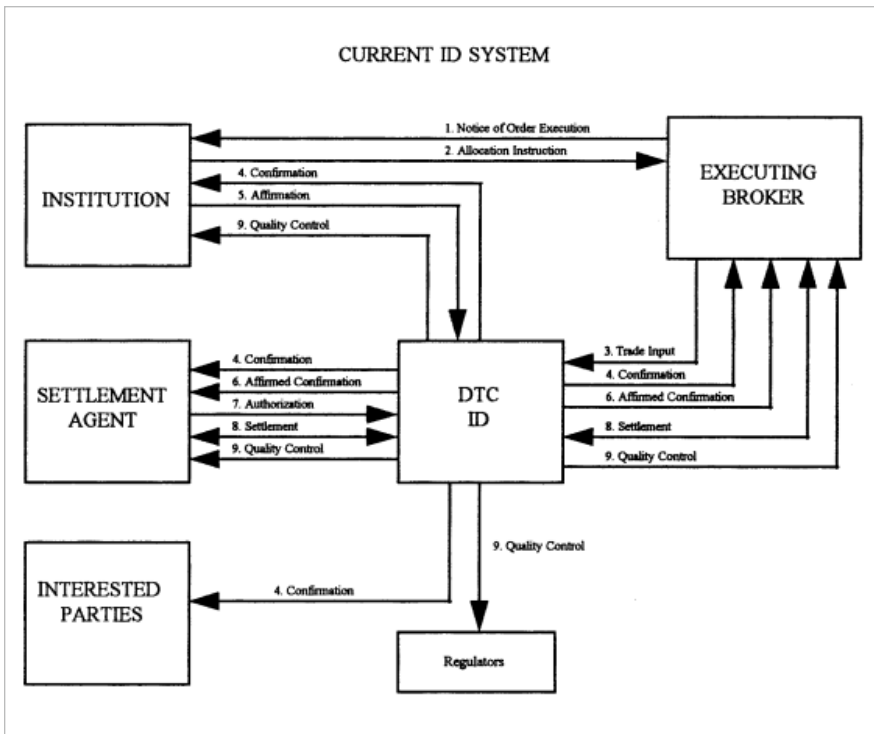 CURRENT ID SYSTEM
1. Notice of Order Execution
2. Allocation Instruction
INSTITUTION
4. Confirmation
5. Affirmation
9. Quality Control
EXECUTING
BROKER
SETTLEMENT
AGENT
4. Confirmation
6. Affirmed Confirmation
7. Authorization
8. Settlement
9. Quality Control
DTC
ID
3. Trade Input
4. Confirmation
6. Affirmed Confirmation
8. Settlement
9. Quality Control
INTERESTED
PARTIES
4. Confirmation
9. Quality Control
Regulators